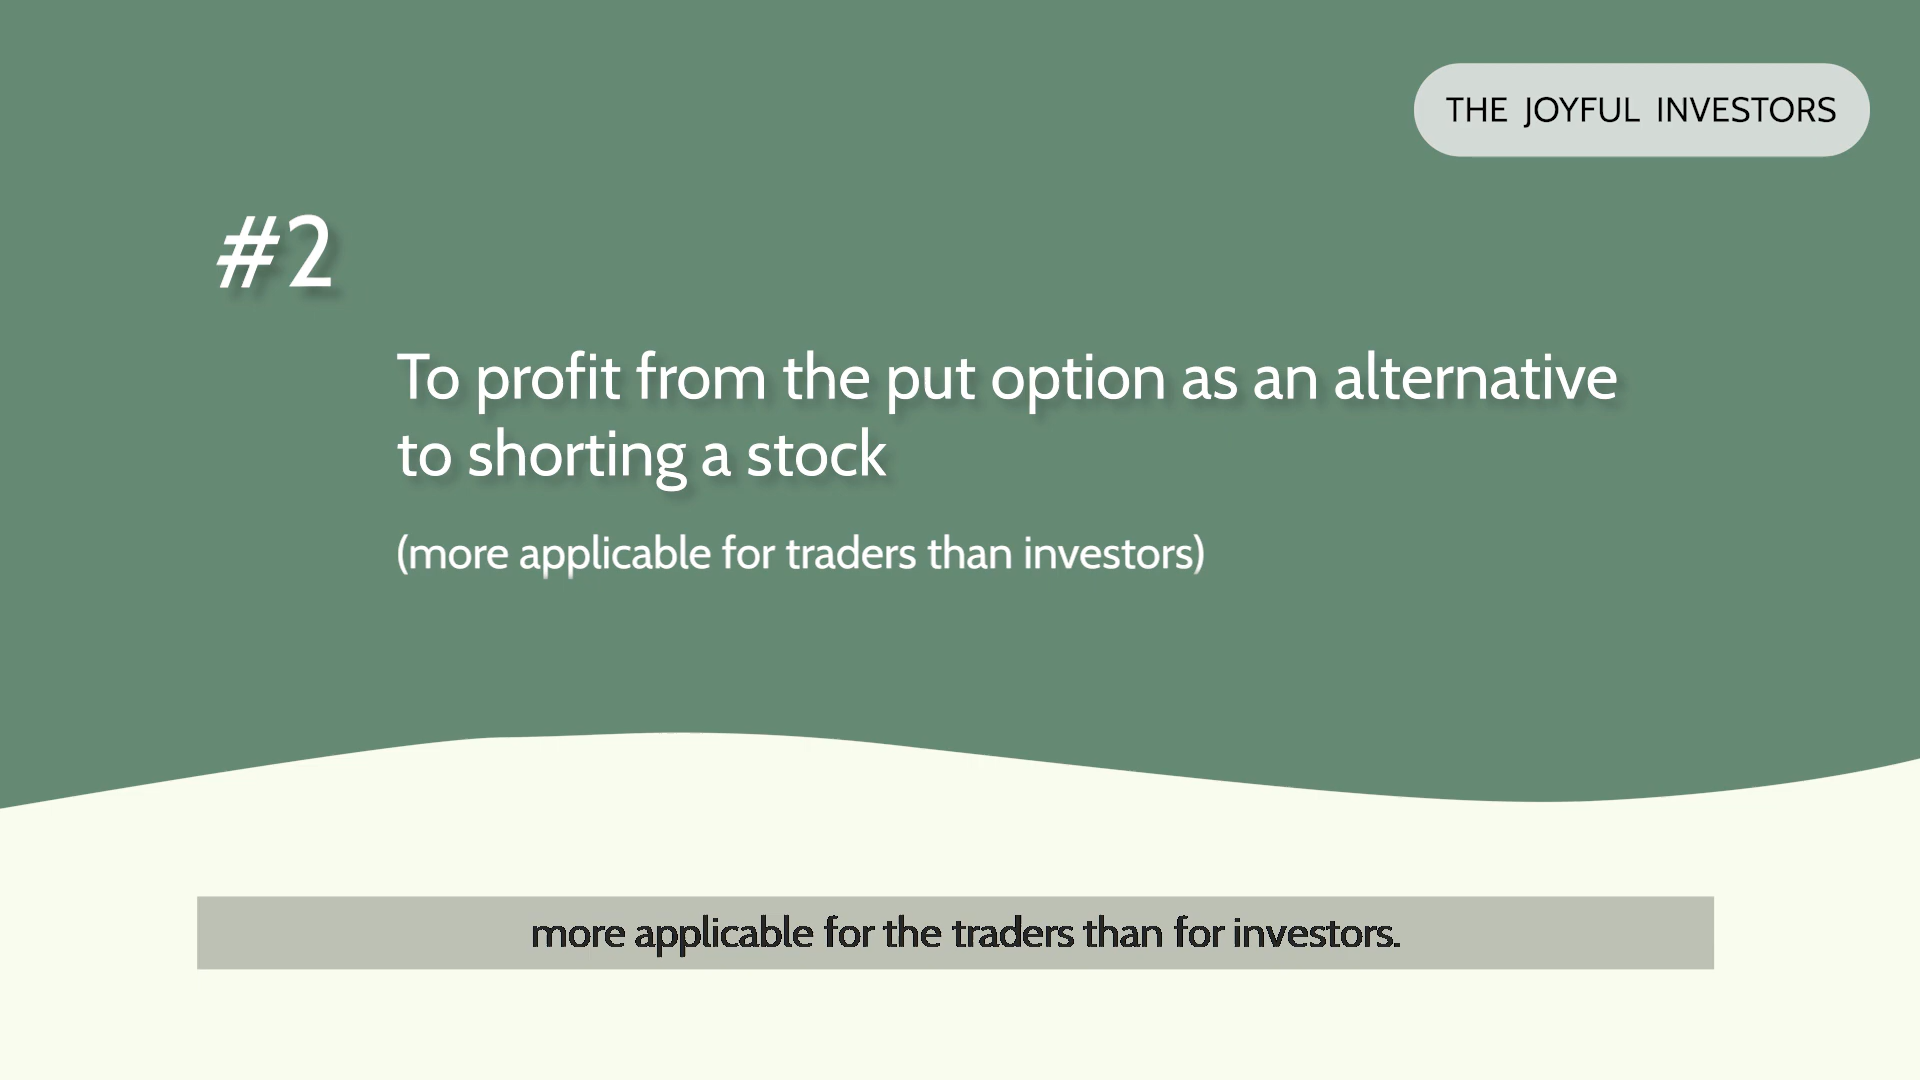 THE JOYFUL INVESTORS
#2
To profit from the put option as an alternative
to shorting a stock
(more applicable for traders than investors)
more applicable for the traders than for investors.